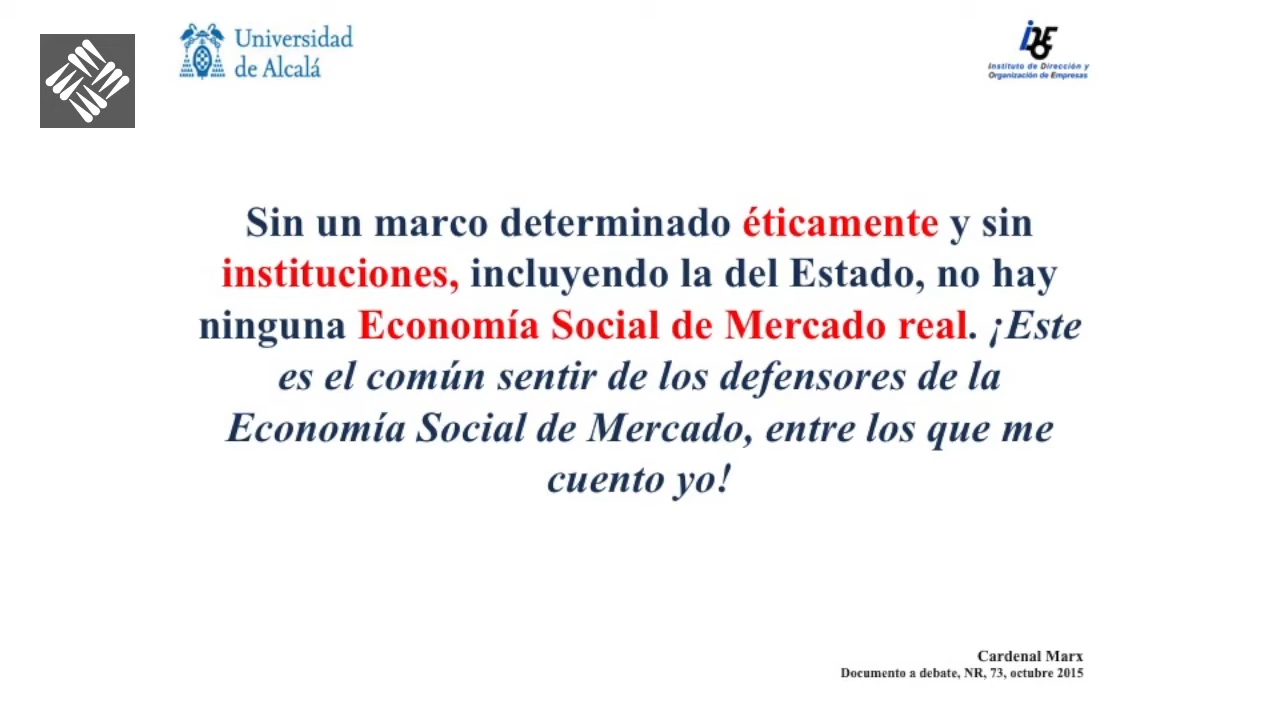 Universidad
de Alcalá
IDOE
Instituto de Dirección y
Organización de Empresas
Sin un marco determinado éticamente y sin
instituciones, incluyendo la del Estado, no hay
ninguna Economía Social de Mercado real. ¡Este
es el común sentir de los defensores de la
Economía Social de Mercado, entre los que me
cuento yo!
Cardenal Marx
Documento a debate, NR, 73, octubre 2015